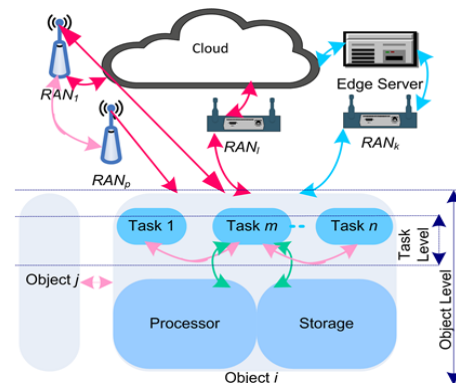 Cloud
Edge Server
RAN1
RANl
RANk
RANp
Task 1
Task m
Task n
Task Level
Object Level
Object j
Processor
Storage
Object i